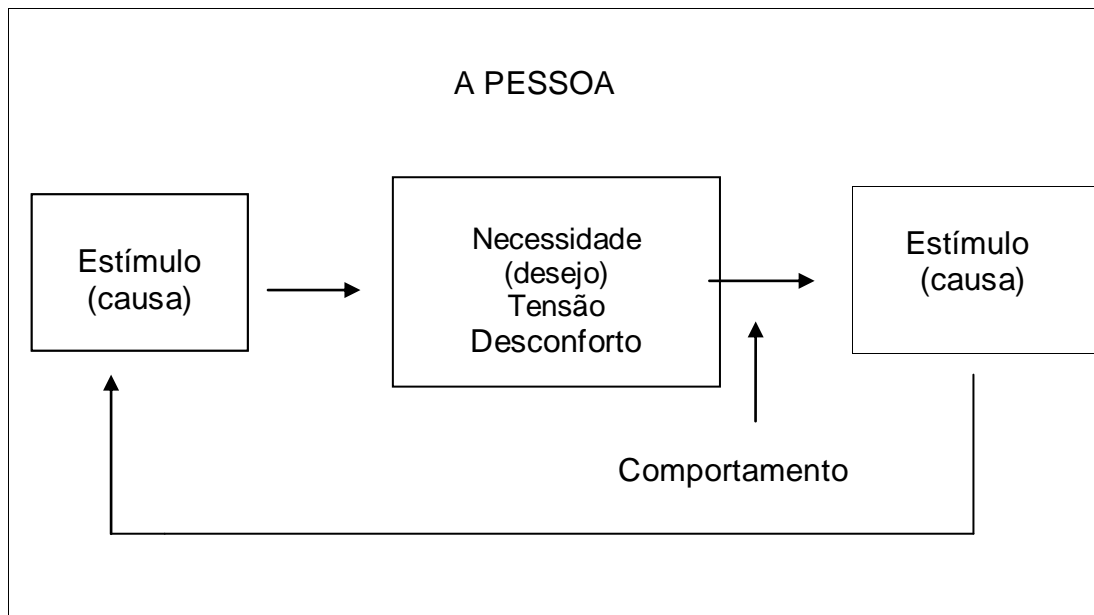 A PESSOA
Estímulo
(causa)
Necessidade
(desejo)
Tensão
Desconforto
Estímulo
(causa)
Comportamento